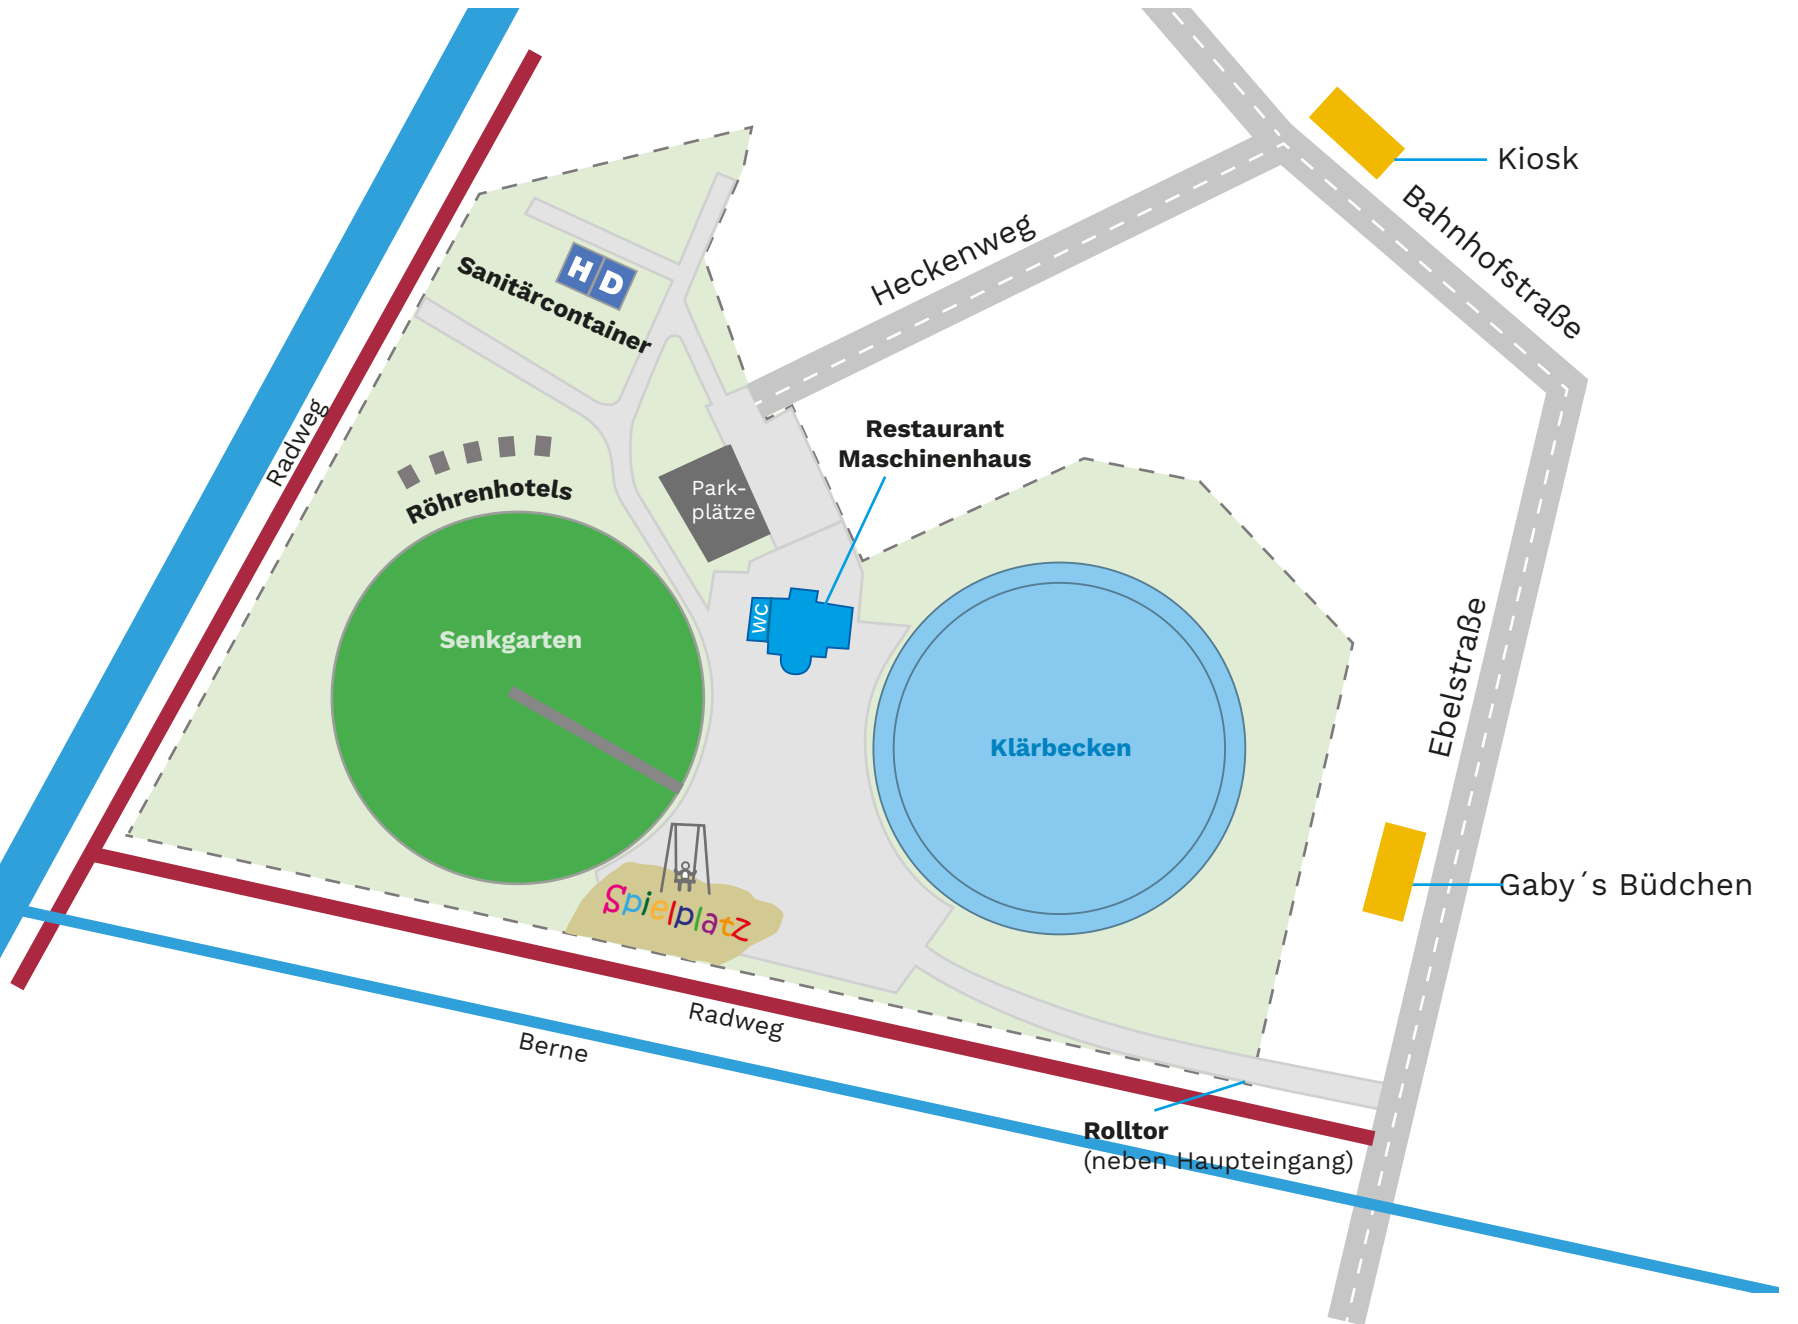 Kiosk
Bahnhofstraße
Heckenweg
H D
Sanitärcontainer
Radweg
Restaurant
Maschinenhaus
Röhrenhotels
Park-
plätze
WC
Senkgarten
Klärbecken
Ebelstraße
Gaby´s Büdchen
Spielplatz
Radweg
Berne
Rolltor
(neben Haupteingang)